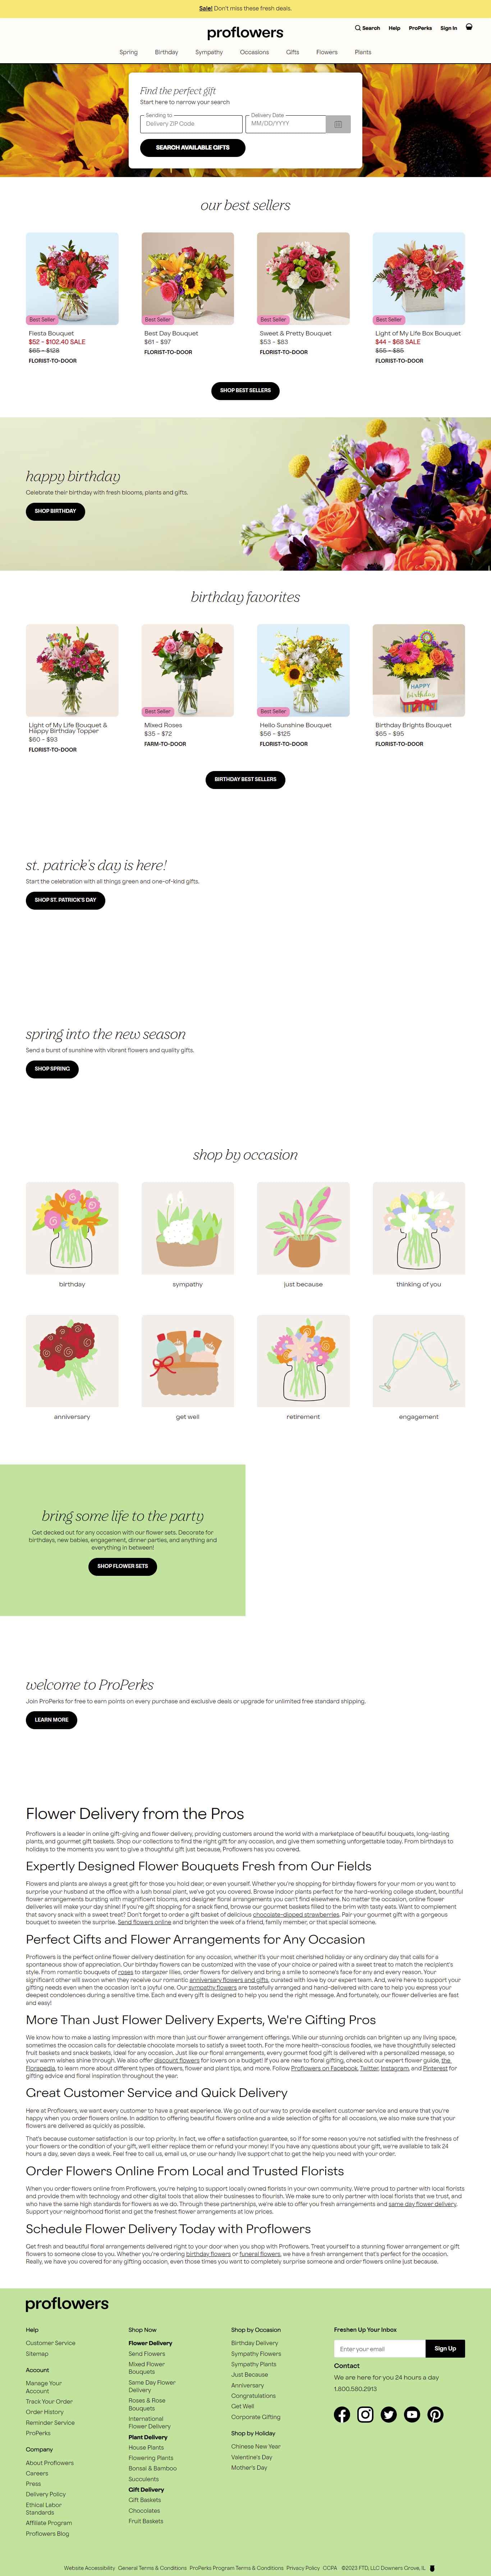 Sale! Don't miss these fresh deals.
proflowers
Search Help ProPerks Sign In
Spring Birthday Sympathy Occasions Gifts Flowers Plants
Find the perfect gift
Start here to narrow your search
Sending to
Delivery ZIP Code
Delivery Date
MM/DD/YYYY
SEARCH AVAILABLE GIFTS
our best sellers
Best Seller
Fiesta Bouquet
$52 - $102.40 SALE
$65 - $128
FLORIST-TO-DOOR
Best Seller
Best Day Bouquet
$61 - $97
FLORIST-TO-DOOR
Best Seller
Sweet & Pretty Bouquet
$53 - $83
FLORIST-TO-DOOR
Best Seller
Light of My Life Box Bouquet
$44 - $68 SALE
$55 - $85
FLORIST-TO-DOOR
SHOP BEST SELLERS
happy birthday
Celebrate their birthday with fresh blooms, plants and gifts.
SHOP BIRTHDAY
birthday favorites
Light of My Life Bouquet &
Happy Birthday Topper
$60 - $93
FLORIST-TO-DOOR
Best Seller
Mixed Roses
$35 - $72
FARM-TO-DOOR
Best Seller
Hello Sunshine Bouquet
$56 - $125
FLORIST-TO-DOOR
HAPPY
birthday
Birthday Brights Bouquet
$65 - $95
FLORIST-TO-DOOR
BIRTHDAY BEST SELLERS
st. patrick's day is here!
Start the celebration with all things green and one-of-kind gifts.
SHOP ST. PATRICK'S DAY
spring into the new season
Send a burst of sunshine with vibrant flowers and quality gifts.
SHOP SPRING
shop by occasion
birthday
sympathy
just because
thinking of you
anniversary
get well
retirement
engagement
bring some life to the party
Get decked out for any occasion with our flower sets. Decorate for
birthdays, new babies, engagement, dinner parties, and anything and
everything in between!
SHOP FLOWER SETS
welcome to ProPerks
Join ProPerks for free to earn points on every purchase and exclusive deals or upgrade for unlimited free standard shipping.
LEARN MORE
Flower Delivery from the Pros
Proflowers is a leader in online gift-giving and flower delivery, providing customers around the world with a marketplace of beautiful bouquets, long-lasting
plants, and gourmet gift baskets. Shop our collections to find the right gift for any occasion, and give them something unforgettable today. From birthdays to
holidays to the moments you just want to give a thoughtful gift just because, Proflowers has you covered.
Expertly Designed Flower Bouquets Fresh from Our Fields
Flowers and plants are always a great gift for those you hold dear, or even yourself. Whether you're shopping for birthday flowers for your mom or you want to
surprise your husband at the office with a lush bonsai plant, we've got you covered. Browse indoor plants perfect for the hard-working college student, bountiful
flower arrangements bursting with magnificent blooms, and designer floral arrangements you can't find elsewhere. No matter the occasion, online flower
deliveries will make your day shine! If you're gift shopping for a snack fiend, browse our gourmet baskets filled to the brim with tasty eats. Want to complement
that savory snack with a sweet treat? Don't forget to order a gift basket of delicious chocolate-dipped strawberries. Pair your gourmet gift with a gorgeous
bouquet to sweeten the surprise. Send flowers online and brighten the week of a friend, family member, or that special someone.
Perfect Gifts and Flower Arrangements for Any Occasion
Proflowers is the perfect online flower delivery destination for any occasion, whether it's your most cherished holiday or any ordinary day that calls for a
spontaneous show of appreciation. Our birthday flowers can be customized with the vase of your choice or paired with a sweet treat to match the recipient's
style. From romantic bouquets of roses to stargazer lilies, order flowers for delivery and bring a smile to someone's face for any and every reason. Your
significant other will swoon when they receive our romantic anniversary flowers and gifts, curated with love by our expert team. And, we're here to support your
gifting needs even when the occasion isn't a joyful one. Our sympathy flowers are tastefully arranged and hand-delivered with care to help you express your
deepest condolences during a sensitive time. Each and every gift is designed to help you send the right message. And fortunately, our flower deliveries are fast
and easy!
More Than Just Flower Delivery Experts, We're Gifting Pros
We know how to make a lasting impression with more than just our flower arrangement offerings. While our stunning orchids can brighten up any living space,
sometimes the occasion calls for delectable chocolate morsels to satisfy a sweet tooth. For the more health-conscious foodies, we have thoughtfully selected
fruit baskets and snack baskets, ideal for any occasion. Just like our floral arrangements, every gourmet food gift is available with a personalized message, so
your warm wishes shine through. We also offer discount flowers for lovers on a budget! If you are new to floral gifting, check out our expert flower guide, the
Florapedia, to learn more about different types of flowers, flower and plant tips, and more. Follow Proflowers on Facebook, Twitter, Instagram, and Pinterest for
gifting advice and floral inspiration throughout the year.
Great Customer Service and Quick Delivery
Here at Proflowers, we want every customer to have a great experience. We go out of our way to provide excellent customer service and ensure that you're
happy when you order flowers online. In addition to offering beautiful flowers online and a wide selection of gifts for all occasions, we also make sure that your
flowers are delivered as quickly as possible.
That's because customer satisfaction is our top priority. In fact, we offer a satisfaction guarantee, so if for some reason you're not satisfied with the freshness of
your flowers or the condition of your gift, we'll either replace them or refund your money! If you have any questions about your gift, we're available to talk 24
hours a day, seven days a week. Feel free to call us, email us, or use our handy live support chat to get the help you need with your order.
Order Flowers Online From Local and Trusted Florists
When you order flowers online from Proflowers, you're helping to support locally owned florists in your own community. We're proud to partner with local florists
and provide them with technology and other digital tools that allow their businesses to flourish. We make sure to only partner with local florists that we trust, and
who have the same high standards for flowers as we do. Through these partnerships, we're able to offer you fresh arrangements and same day flower delivery.
Support your neighborhood florist and get the freshest flower arrangements at low prices.
Schedule Flower Delivery Today with Proflowers
Get fresh and beautiful floral arrangements delivered right to your door when you shop with Proflowers. Treat yourself to a stunning flower arrangement or gift
flowers to someone close to you. Whether you're ordering birthday flowers or funeral flowers, we have a fresh arrangement that's perfect for the occasion.
Really, we have you covered for any gifting occasion, even those times you want to completely surprise a someone and order flowers online just because.
proflowers
Help
Customer Service
Sitemap
Account
Manage Your
Account
Track Your Order
Order History
Reminder Service
ProPerks
Company
About Proflowers
Careers
Press
Delivery Policy
Ethical Labor
Standards
Affiliate Program
Proflowers Blog
Shop Now
Flower Delivery
Send Flowers
Mixed Flower
Bouquets
Same Day Flower
Delivery
Roses & Rose
Bouquets
International
Flower Delivery
Plant Delivery
House Plants
Flowering Plants
Bonsai & Bamboo
Succulents
Gift Delivery
Gift Baskets
Chocolates
Fruit Baskets
Shop by Occasion
Birthday Delivery
Sympathy Flowers
Sympathy Plants
Just Because
Anniversary
Congratulations
Get Well
Corporate Gifting
Shop by Holiday
Chinese New Year
Valentine's Day
Mother's Day
Freshen Up Your Inbox
Enter your email
Sign Up
Contact
We are here for you 24 hours a day
1.800.580.2913
Website Accessibility General Terms & Conditions ProPerks Program Terms & Conditions Privacy Policy CCPA ©2023 FTD, LLC Downers Grove, IL